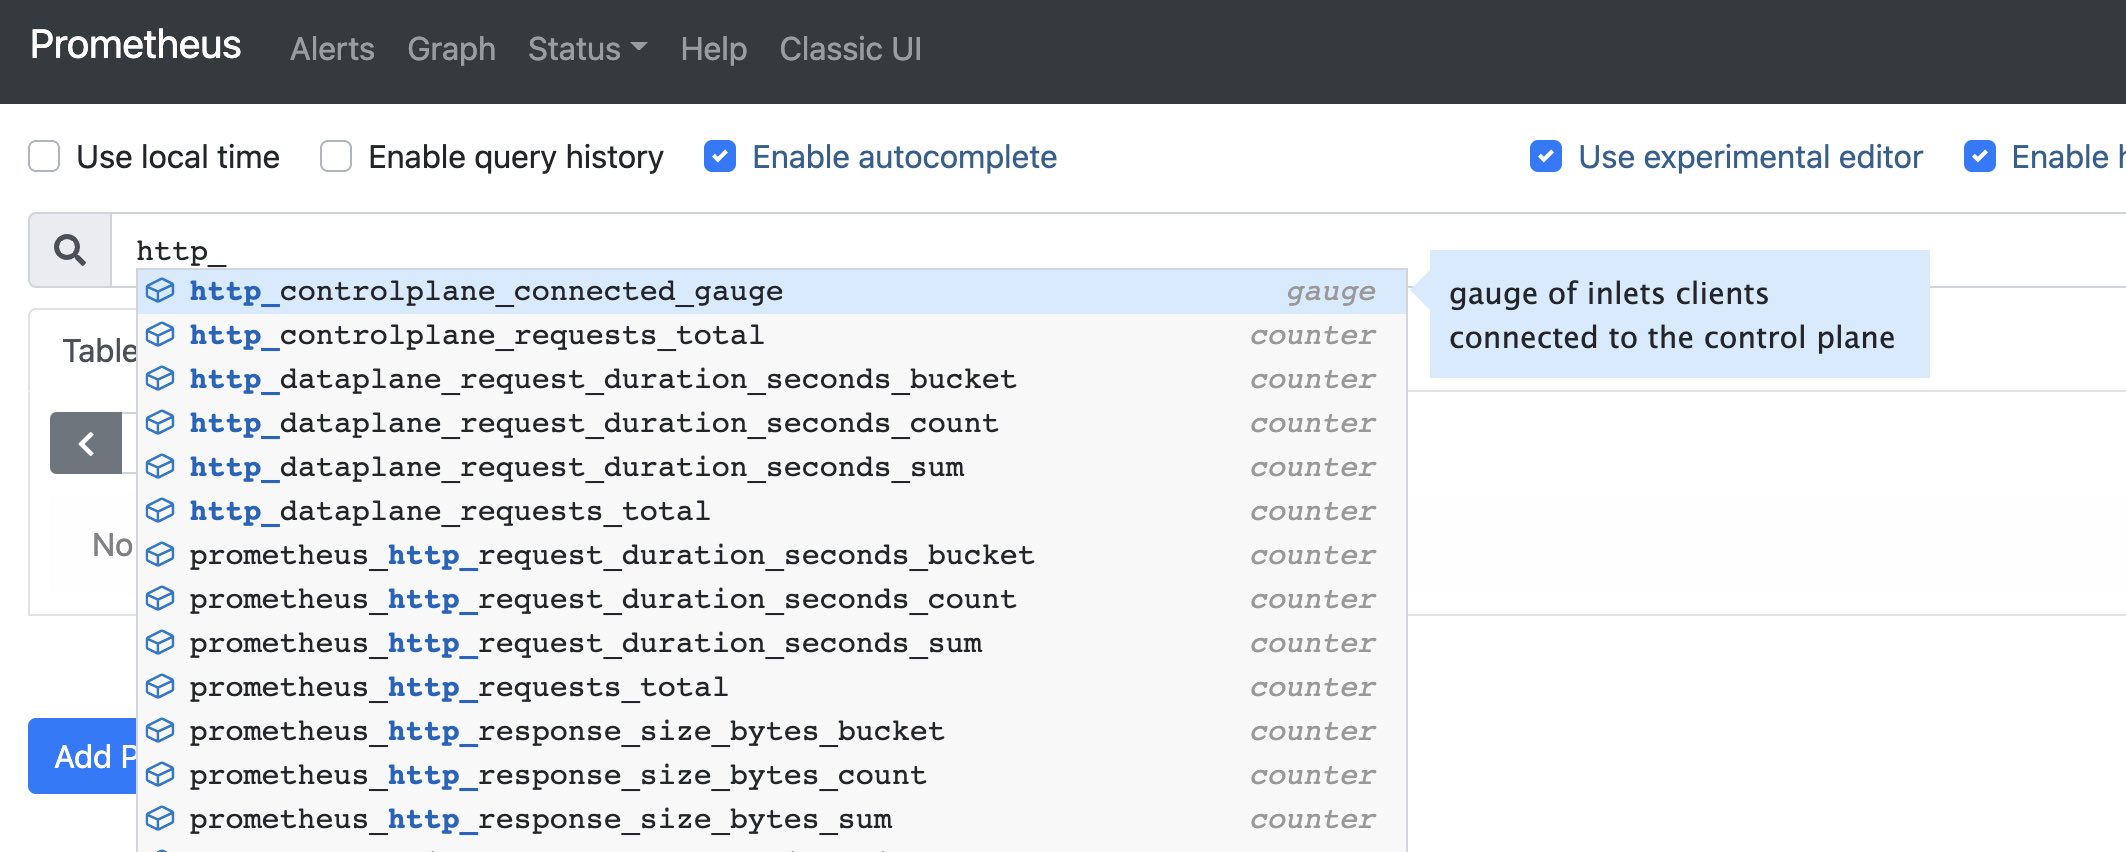 Prometheus Alerts Graph Status Help Classic UI
Use local time Enable query history Enable autocomplete Use experimental editor Enable
http_
http_controlplane_connected_gauge gauge
gauge of inlets clients
connected to the control plane
http_controlplane_requests_total counter
Table
http_dataplane_request_duration_seconds_bucket counter
http_dataplane_request_duration_seconds_count counter
http_dataplane_request_duration_seconds_sum counter
http_dataplane_requests_total counter
No
prometheus_http_request_duration_seconds_bucket counter
prometheus_http_request_duration_seconds_count counter
prometheus_http_request_duration_seconds_sum counter
prometheus_http_requests_total counter
prometheus_http_response_size_bytes_bucket counter
Add
prometheus_http_response_size_bytes_count counter
prometheus_http_response_size_bytes_sum counter